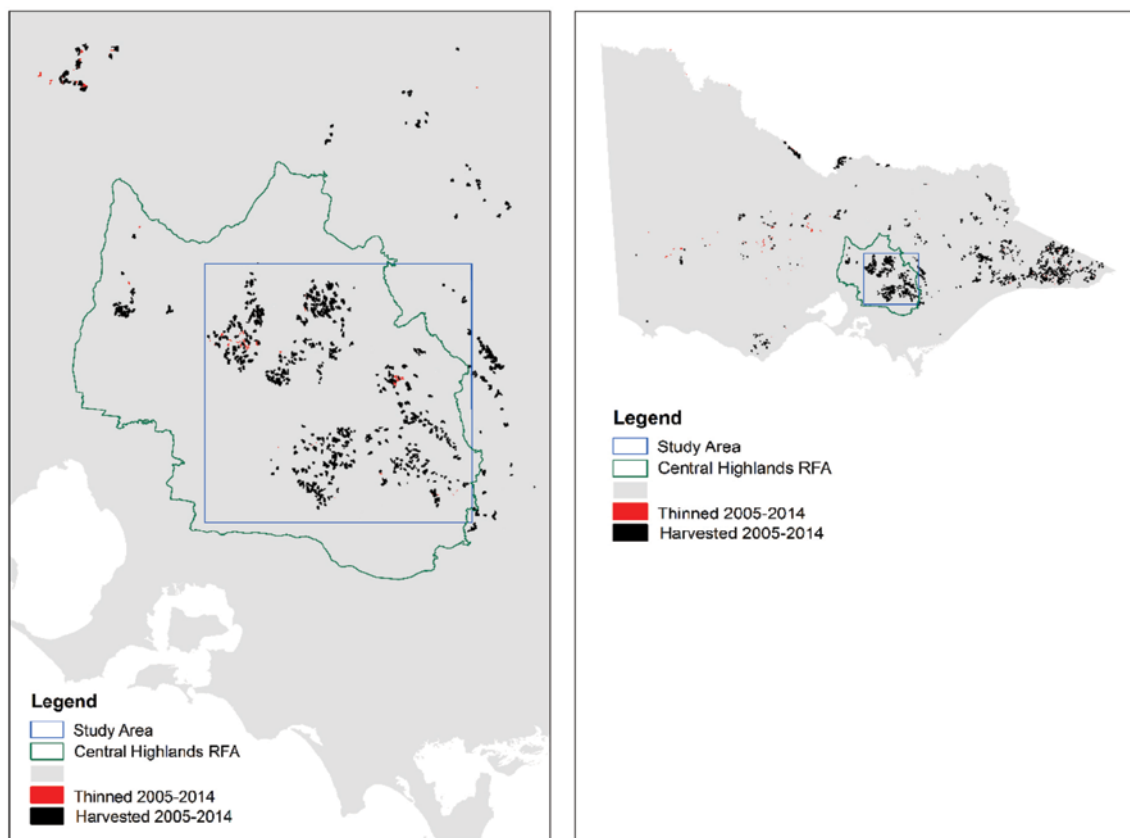 Legend
Study Area
Central Highlands RFA
Thinned 2005-2014
Harvested 2005-2014
Legend
Study Area
Central Highlands RFA
Thinned 2005-2014
Harvested 2005-2014